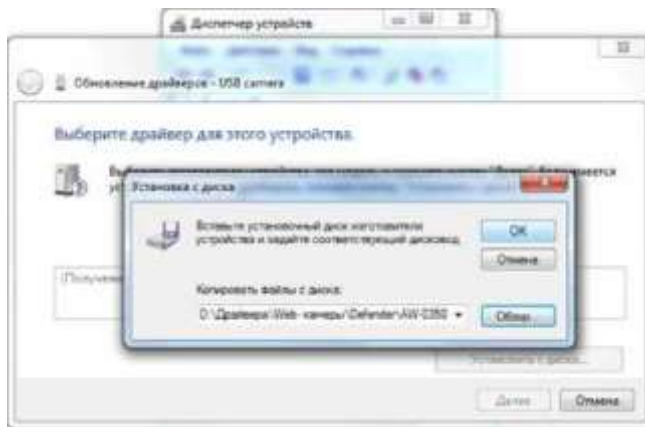 Диспетчер устройств
Обновление драйверов - USB camera
Выберите драйвер для этого устройства.
Установка с диска
Вставьте установочный диск изготовителя
устройства и задайте соответствующий дисковод.
OK
Отмена
Копировать файлы с диска:
D:\Драйвера\Web- камеры\Defender\AW-0350
Обзор...
Установить с диска...
Далее
Отмена